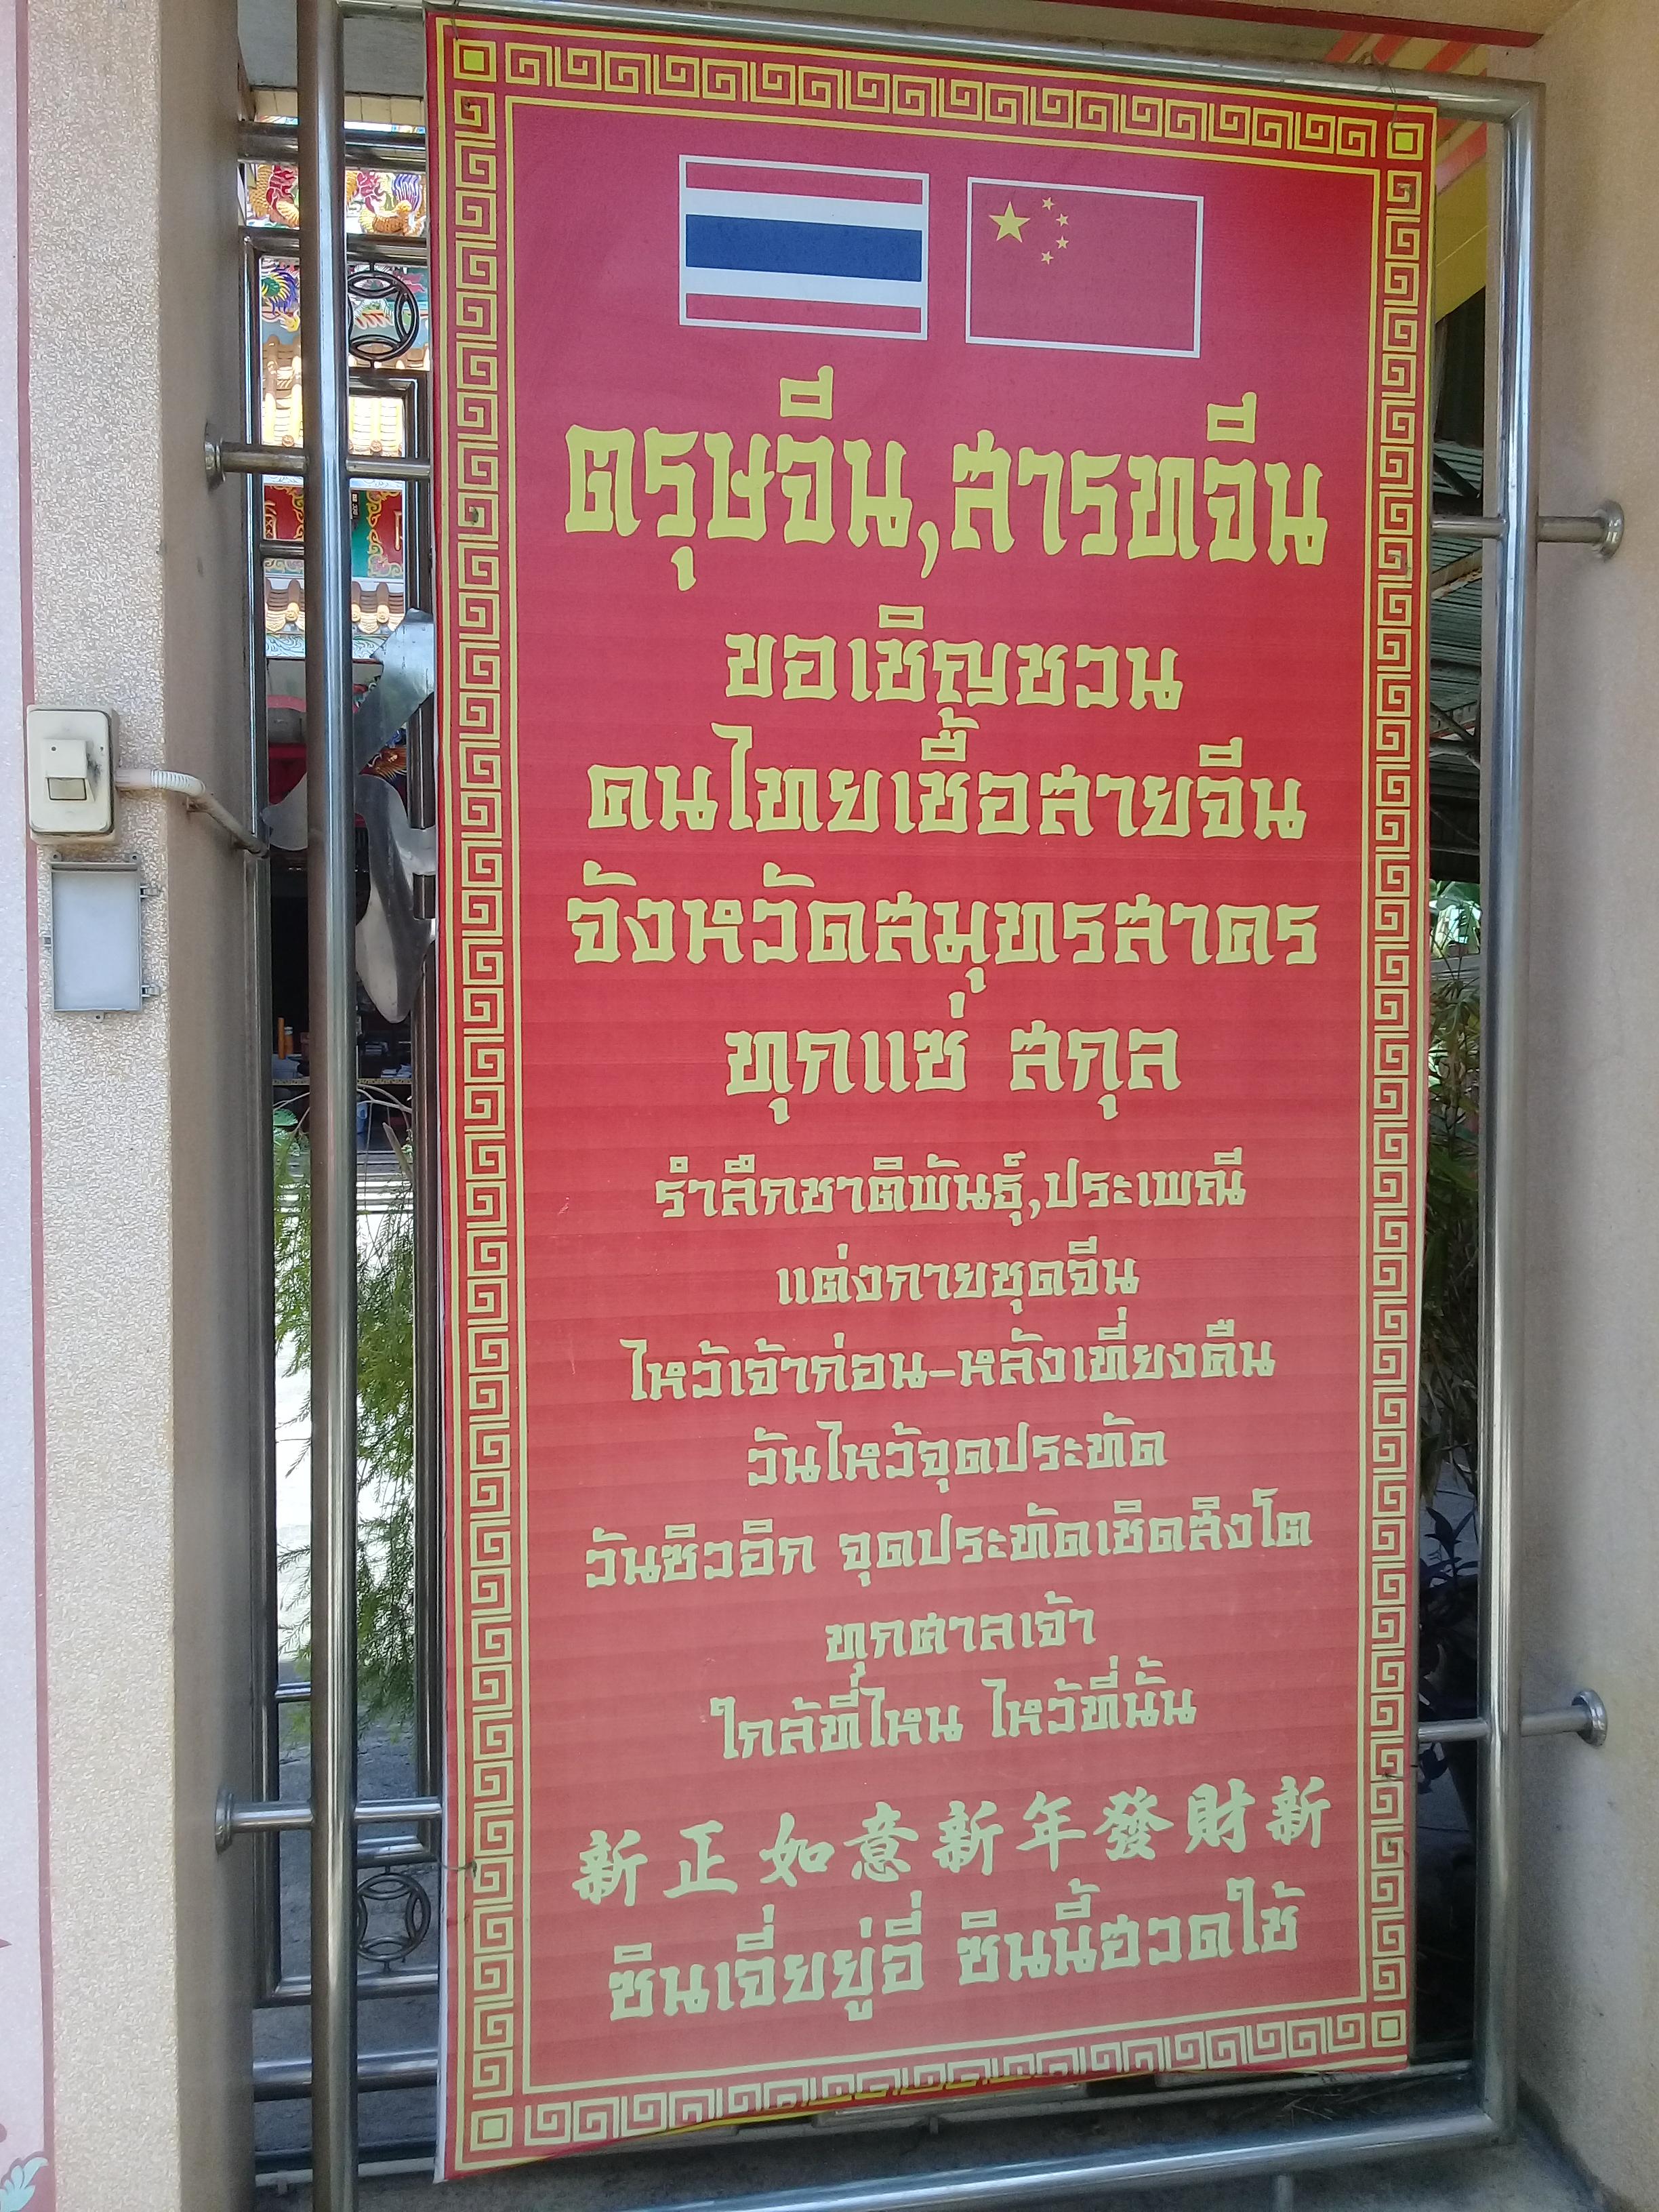 ตรุษจีน,สารทจีน
ขอเชิญชวน
คนไทยเชื้อสายจีน
จังหวัดสมุทรสาคร
ทุกแซ่ สกุล
รำลึกชาติพันธุ์,ประเพณี
แต่งกายชุดจีน
ไหว้เจ้าก่อน-หลังเที่ยงคืน
วันไหว้จุดประทัด
วันซิวอิก จุดประทัดเชิดสิงโต
ทุกศาลเจ้า
ใกล้ที่ไหน ไหว้ที่นั้น
新正如意新年發財新
ซินเจี่ยยู่อี่ ซินนี้ฮวดใช้